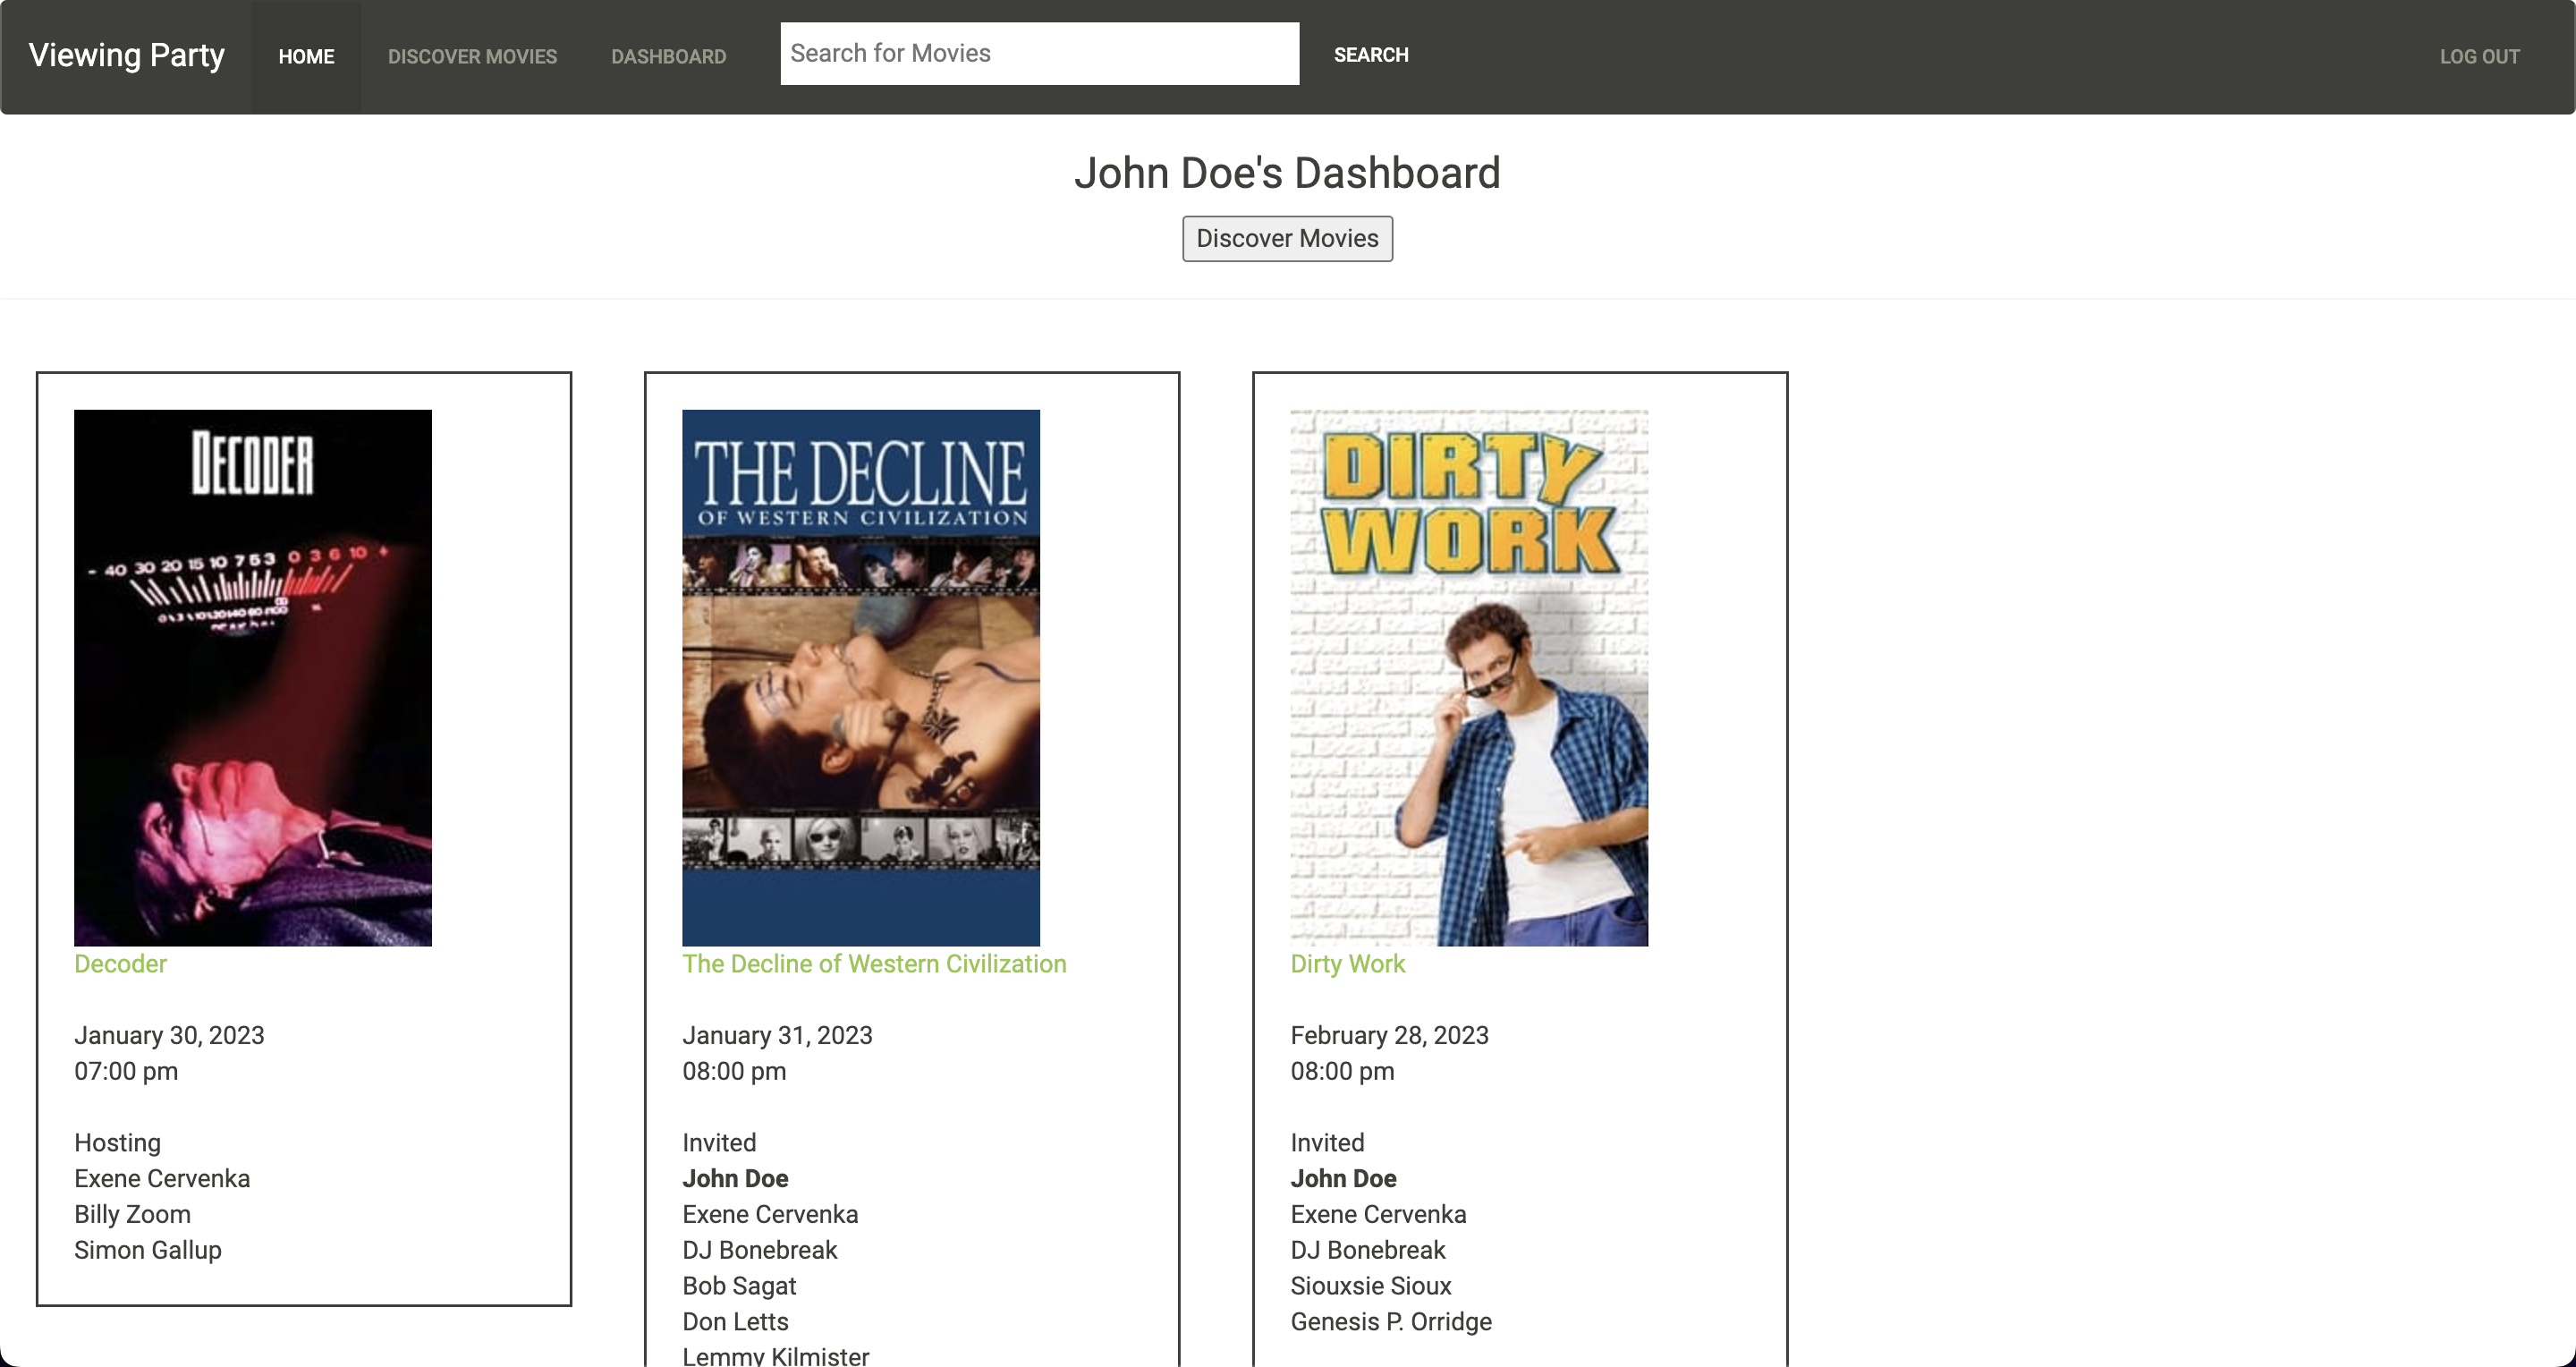 Viewing Party HOME DISCOVER MOVIES DASHBOARD Search for Movies SEARCH LOG OUT
John Doe's Dashboard
Discover Movies
DECODER
- 40 30 20 15 10 7 5 3 0 3 6 10 +
Decoder
January 30, 2023
07:00 pm
Hosting
Exene Cervenka
Billy Zoom
Simon Gallup
THE DECLINE
OF WESTERN CIVILIZATION
The Decline of Western Civilization
January 31, 2023
08:00 pm
Invited
John Doe
Exene Cervenka
DJ Bonebreak
Bob Sagat
Don Letts
Lemmy Kilmister
DIRTY
WORK
Dirty Work
February 28, 2023
08:00 pm
Invited
John Doe
Exene Cervenka
DJ Bonebreak
Siouxsie Sioux
Genesis P. Orridge